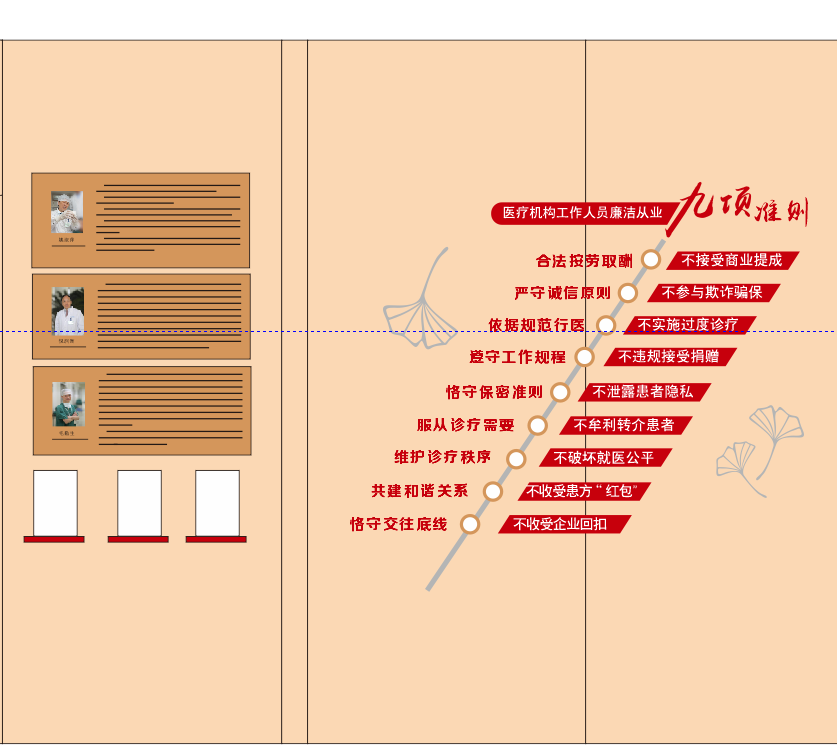 医疗机构工作人员廉洁从业 九项准则
合法按劳取酬 不接受商业提成
严守诚信原则 不参与欺诈骗保
依据规范行医 不实施过度诊疗
遵守工作规程 不违规接受捐赠
恪守保密准则 不泄露患者隐私
服从诊疗需要 不牟利转介患者
维护诊疗秩序 不破坏就医公平
共建和谐关系 不收受患方“红包”
恪守交往底线 不收受企业回扣